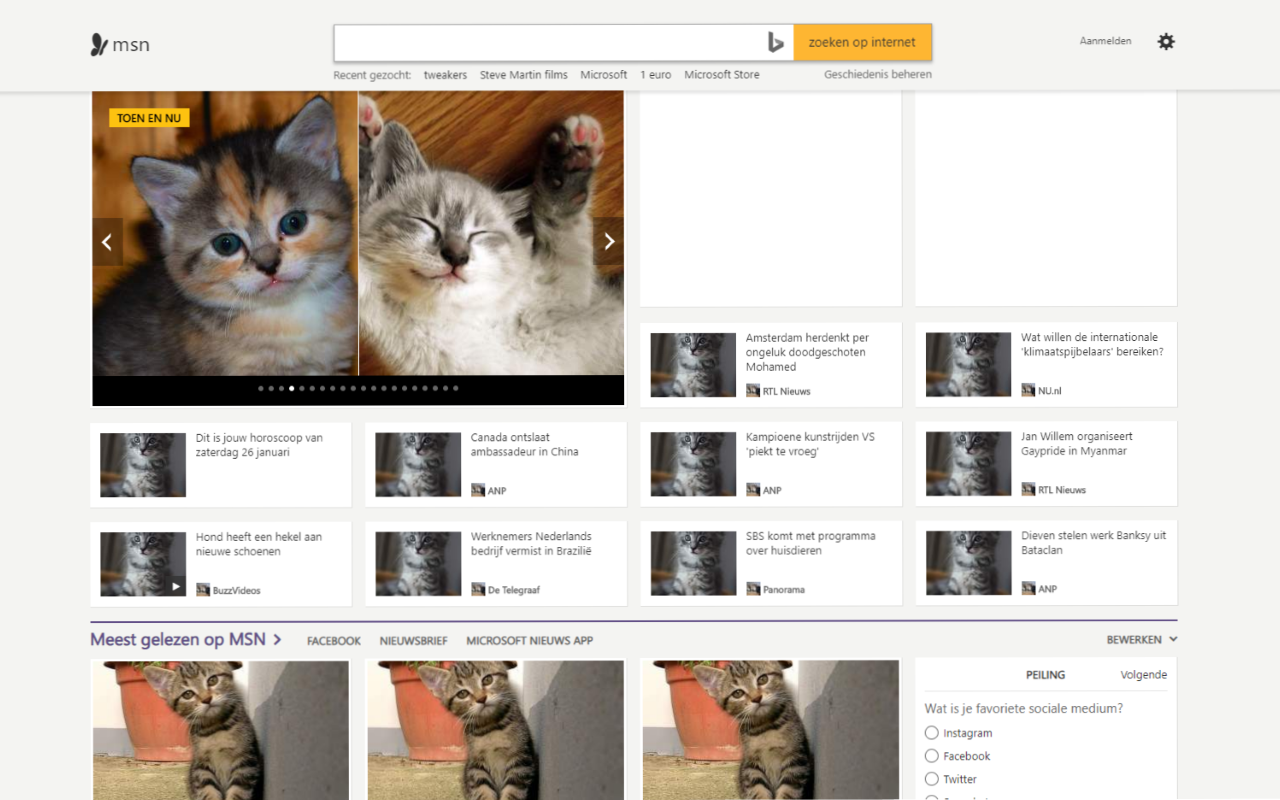 msn
zoeken op internet
Aanmelden
Recent gezocht: tweakers Steve Martin films Microsoft 1 euro Microsoft Store Geschiedenis beheren
TOEN EN NU
Amsterdam herdenkt per
ongeluk doodgeschoten
Mohamed
RTL Nieuws
Wat willen de internationale
'klimaatspijbelaars' bereiken?
NU.nl
Dit is jouw horoscoop van
zaterdag 26 januari
Canada ontslaat
ambassadeur in China
ANP
Kampioene kunstrijden VS
'piekt te vroeg'
ANP
Jan Willem organiseert
Gaypride in Myanmar
RTL Nieuws
Hond heeft een hekel aan
nieuwe schoenen
BuzzVideos
Werknemers Nederlands
bedrijf vermist in Brazilië
De Telegraaf
SBS komt met programma
over huisdieren
Panorama
Dieven stelen werk Banksy uit
Bataclan
ANP
Meest gelezen op MSN FACEBOOK NIEUWSBRIEF MICROSOFT NIEUWS APP BEWERKEN
PEILING Volgende
Wat is je favoriete sociale medium?
Instagram
Facebook
Twitter